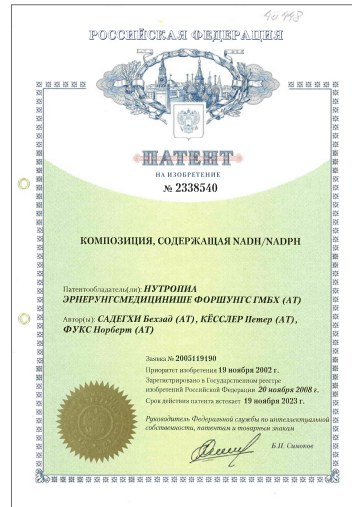 РОССИЙСКАЯ ФЕДЕРАЦИЯ
ПАТЕНТ
НА ИЗОБРЕТЕНИЕ
№ 2338540
КОМПОЗИЦИЯ, СОДЕРЖАЩАЯ NADH/NADPH
Патентообладатель(ли): НУТРОПИА
ЭРНЕРУНГСМЕДИЦИНИШЕ ФОРШУНГС ГМБХ (AT)
Автор(ы): САДЕГХИ Бехзад (AT), КЁССЛЕР Петер (AT),
ФУКС Норберт (AT)
Заявка № 2005119190
Приоритет изобретения 19 ноября 2002 г.
Зарегистрировано в Государственном реестре
изобретений Российской Федерации 20 ноября 2008 г.
Срок действия патента истекает 19 ноября 2023 г.
Руководитель Федеральной службы по интеллектуальной
собственности, патентам и товарным знакам
Б.П. Симонов